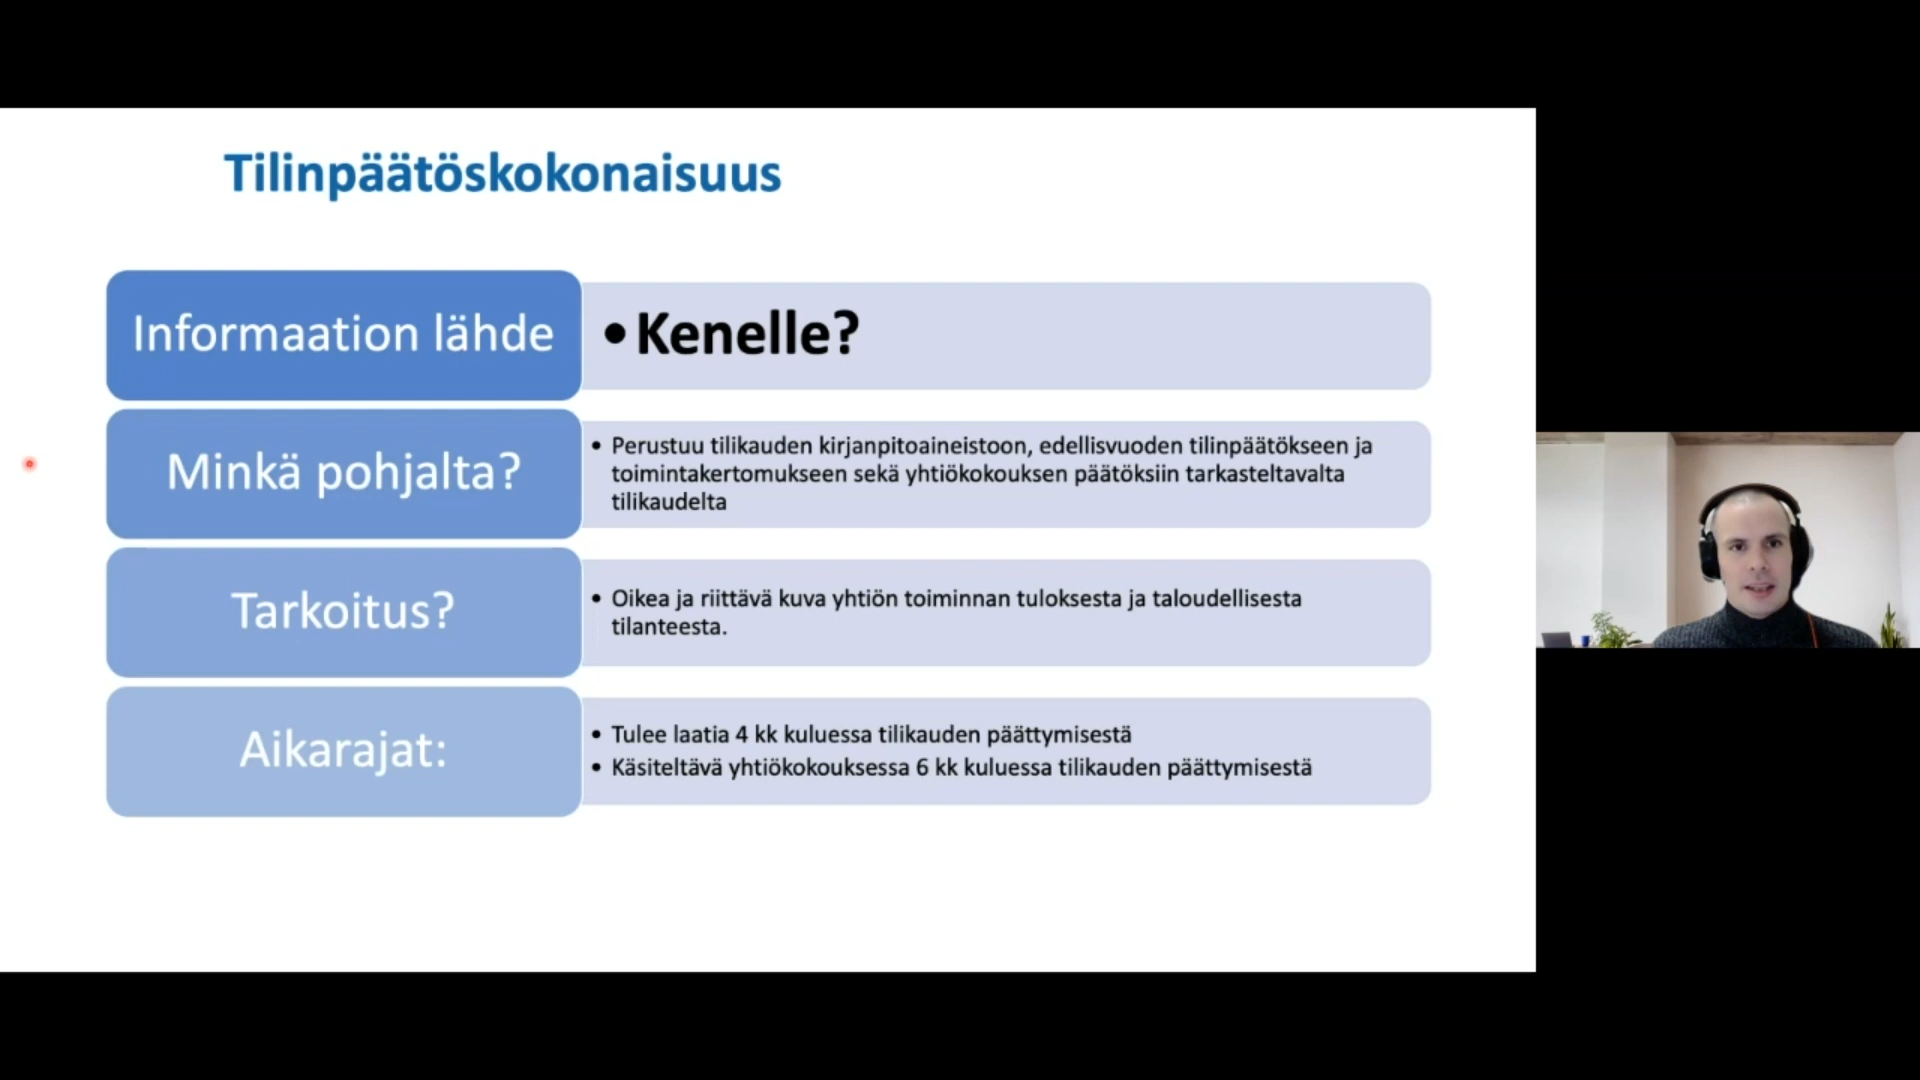 Tilinpäätöskokonaisuus
Informaation lähde
• Kenelle?
Minkä pohjalta?
• Perustuu tilikauden kirjanpitoaineistoon, edellisvuoden tilinpäätökseen ja
toimintakertomukseen sekä yhtiökokouksen päätöksiin tarkasteltavalta
tilikaudelta
Tarkoitus?
• Oikea ja riittävä kuva yhtiön toiminnan tuloksesta ja taloudellisesta
tilanteesta.
Aikarajat:
• Tulee laatia 4 kk kuluessa tilikauden päättymisestä
• Käsiteltävä yhtiökokouksessa 6 kk kuluessa tilikauden päättymisestä